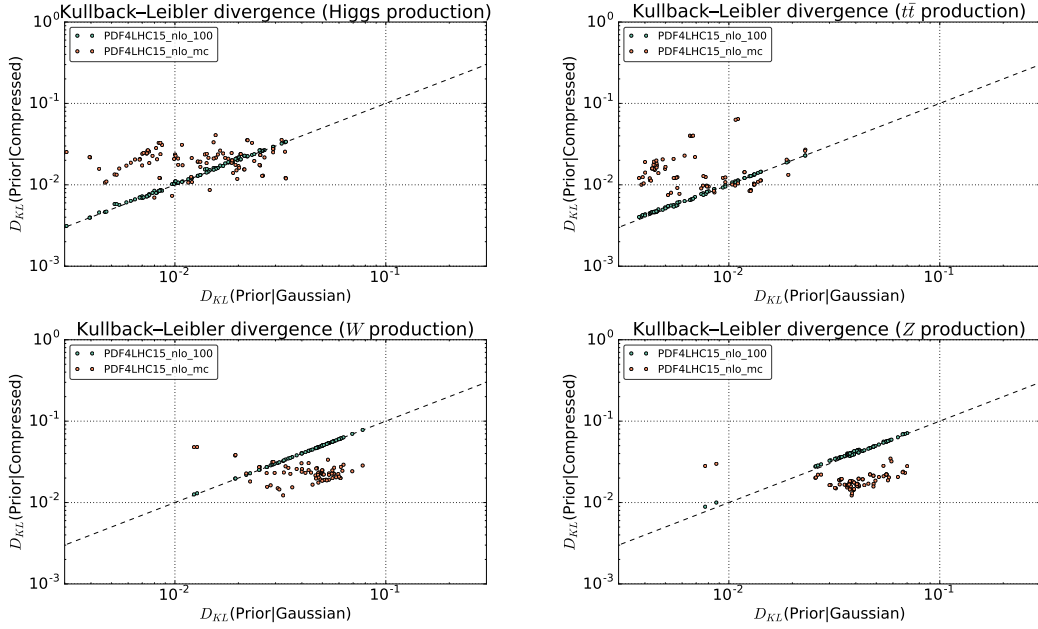 Kullback–Leibler divergence (Higgs production)
10^0
10^-1
10^-2
10^-3
D_KL(Prior|Compressed)
PDF4LHC15_nlo_100
PDF4LHC15_nlo_mc
10^-2
10^-1
D_KL(Prior|Gaussian)
Kullback–Leibler divergence (tt̄ production)
10^0
10^-1
10^-2
10^-3
D_KL(Prior|Compressed)
PDF4LHC15_nlo_100
PDF4LHC15_nlo_mc
10^-2
10^-1
D_KL(Prior|Gaussian)
Kullback–Leibler divergence (W production)
10^0
10^-1
10^-2
10^-3
D_KL(Prior|Compressed)
PDF4LHC15_nlo_100
PDF4LHC15_nlo_mc
10^-2
10^-1
D_KL(Prior|Gaussian)
Kullback–Leibler divergence (Z production)
10^0
10^-1
10^-2
10^-3
D_KL(Prior|Compressed)
PDF4LHC15_nlo_100
PDF4LHC15_nlo_mc
10^-2
10^-1
D_KL(Prior|Gaussian)